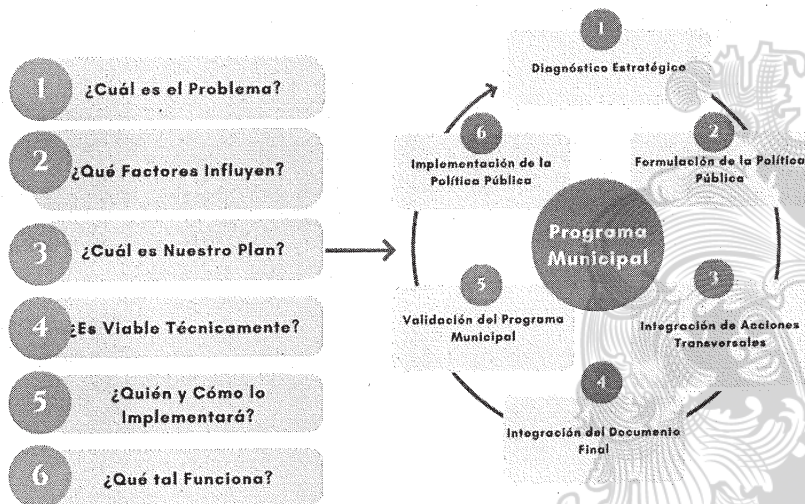 1
¿Cuál es el Problema?
2
¿Qué Factores Influyen?
3
¿Cuál es Nuestro Plan?
4
¿Es Viable Técnicamente?
5
¿Quién y Cómo lo
Implementará?
6
¿Qué tal Funciona?
1
Diagnóstico Estratégico
2
Formulación de la Política
Pública
3
Integración de Acciones
Transversales
4
Integración del Documento
Final
5
Validación del Programa
Municipal
6
Implementación de la
Política Pública
Programa
Municipal